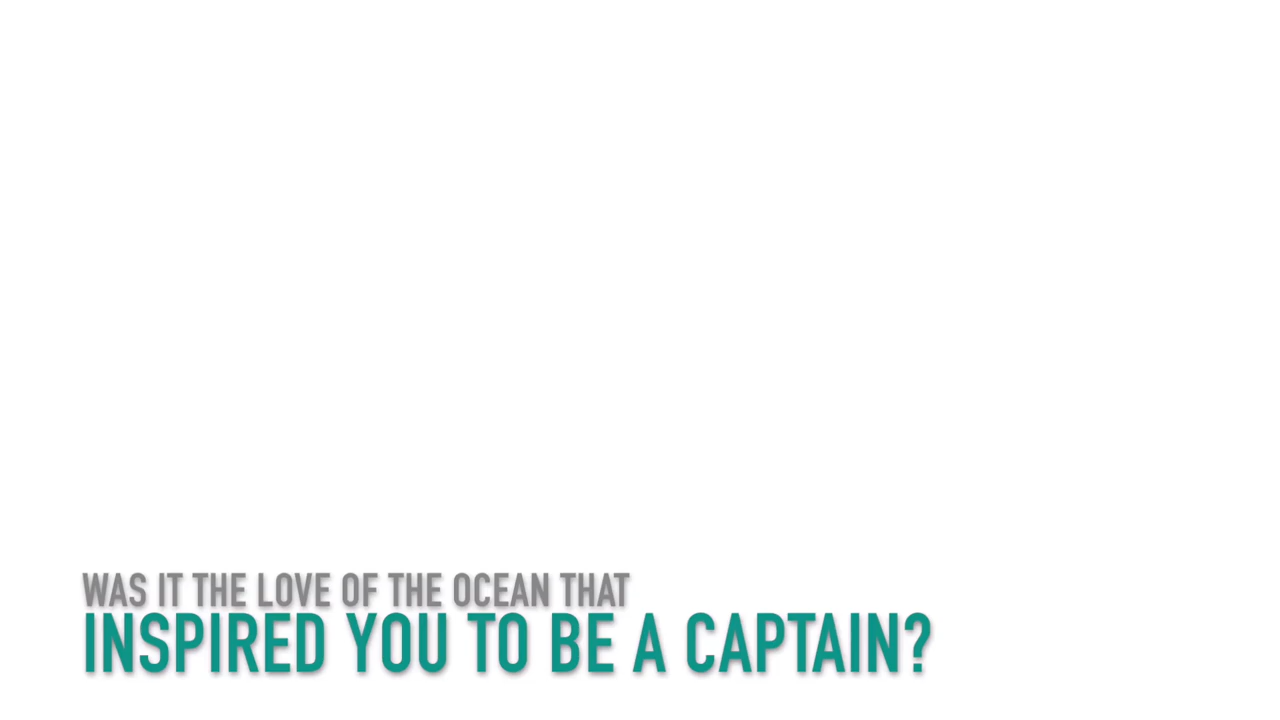 WAS IT THE LOVE OF THE OCEAN THAT
INSPIRED YOU TO BE A CAPTAIN?